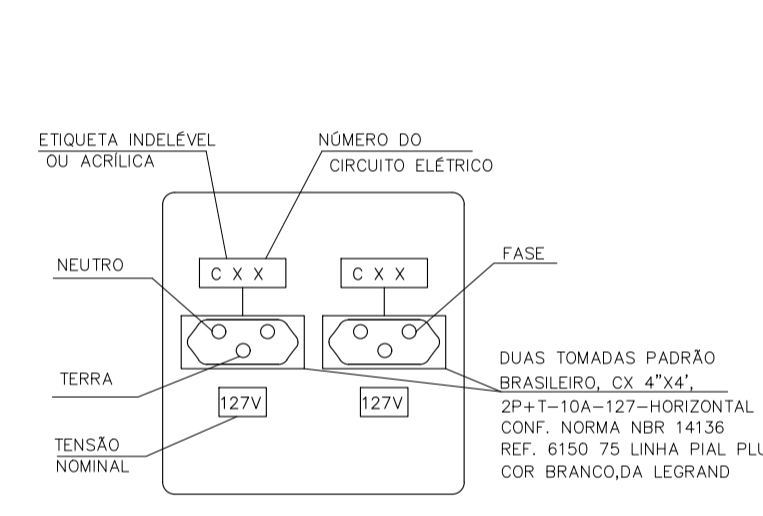 ETIQUETA INDELÉVEL
OU ACRÍLICA
NÚMERO DO
CIRCUITO ELÉTRICO
NEUTRO
FASE
C X X
C X X
TERRA
127V
127V
TENSÃO
NOMINAL
DUAS TOMADAS PADRÃO
BRASILEIRO, CX 4"X4',
2P+T-10A-127-HORIZONTAL
CONF. NORMA NBR 14136
REF. 6150 75 LINHA PIAL
COR BRANCO,DA LEGRAND